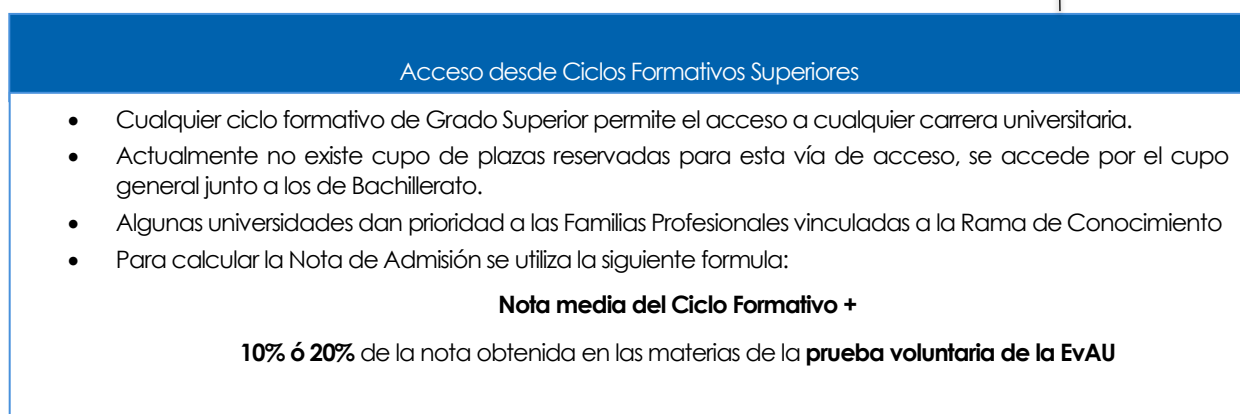 Acceso desde Ciclos Formativos Superiores
• Cualquier ciclo formativo de Grado Superior permite el acceso a cualquier carrera universitaria.
• Actualmente no existe cupo de plazas reservadas para esta vía de acceso, se accede por el cupo
general junto a los de Bachillerato.
• Algunas universidades dan prioridad a las Familias Profesionales vinculadas a la Rama de Conocimiento
• Para calcular la Nota de Admisión se utiliza la siguiente formula:
Nota media del Ciclo Formativo +
10% ó 20% de la nota obtenida en las materias de la prueba voluntaria de la EvAU